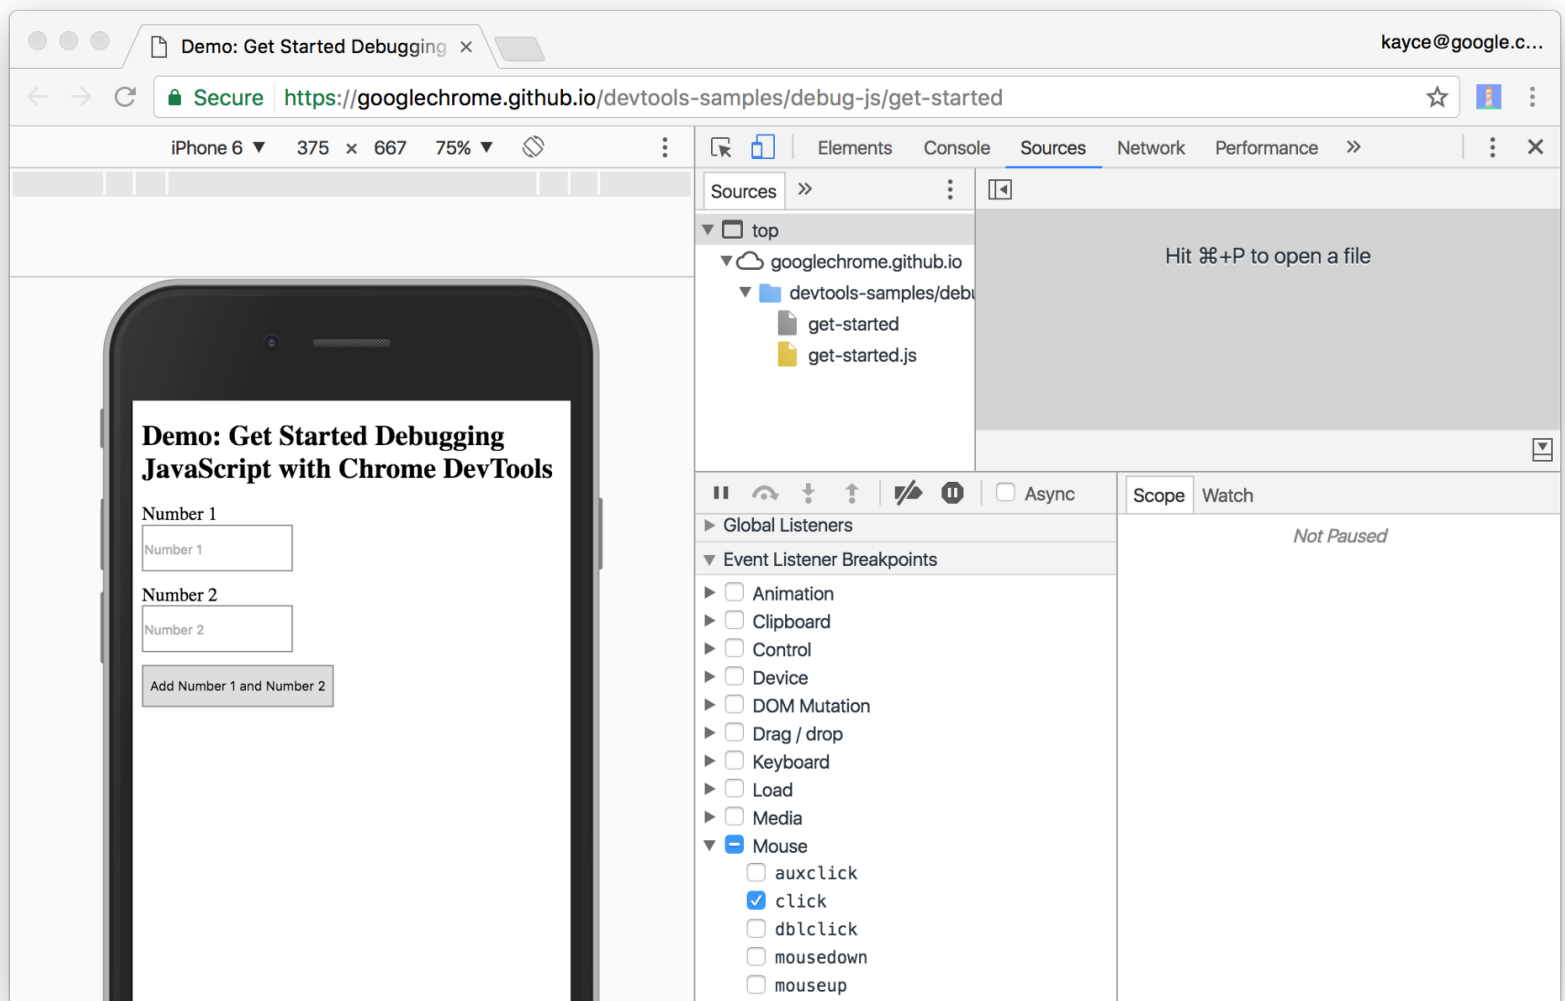 Demo: Get Started Debugging
kayce@google.c...
Secure https://googlechrome.github.io/devtools-samples/debug-js/get-started
iPhone 6 ▼ 375 × 667 75% ▼
Elements Console Sources Network Performance »
Sources »
top
googlechrome.github.io
devtools-samples/debu
get-started
get-started.js
Hit ⌘+P to open a file
Demo: Get Started Debugging
JavaScript with Chrome DevTools
Number 1
Number 1
Number 2
Number 2
Add Number 1 and Number 2
Async
Scope Watch
Not Paused
Global Listeners
Event Listener Breakpoints
Animation
Clipboard
Control
Device
DOM Mutation
Drag / drop
Keyboard
Load
Media
Mouse
auxclick
click
dblclick
mousedown
mouseup